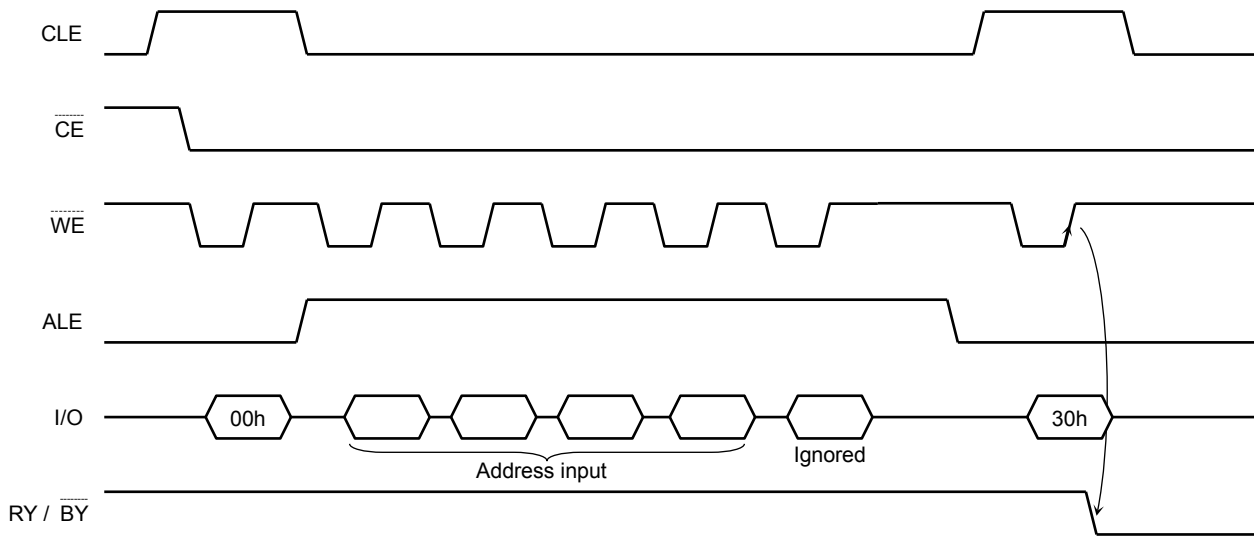 CLE
CE
WE
ALE
I/O
00h
30h
Address input
Ignored
RY / BY